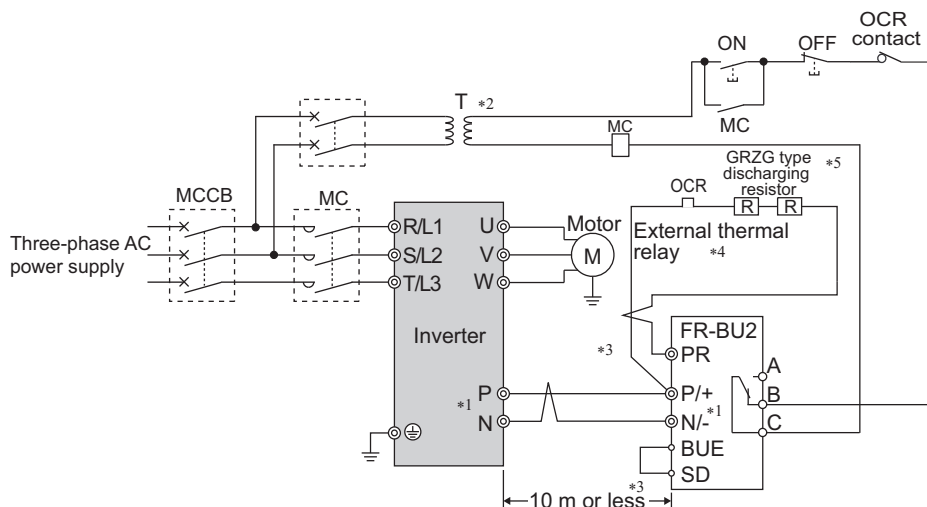 OCR
contact
ON
OFF
MC
T *2
MC
GRZG type
discharging
resistor
*5
OCR
R
R
External thermal
relay
*4
MCCB
MC
Three-phase AC
power supply
R/L1
S/L2
T/L3
U
V
W
Motor
M
Inverter
P
*1
N
*3
FR-BU2
PR
P/+
N/-*1
BUE
SD
A
B
C
*3
10 m or less